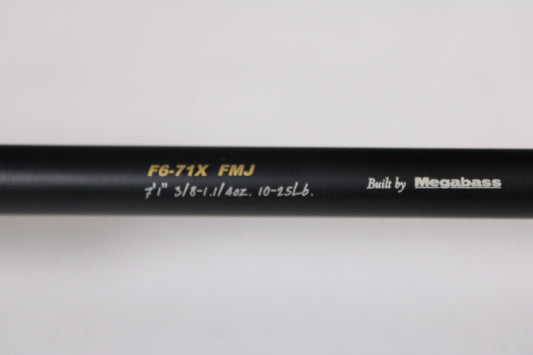 F6-71X FMJ
7'1" 3/8-1.1/4oz. 10-25Lb.
Built by Megabass